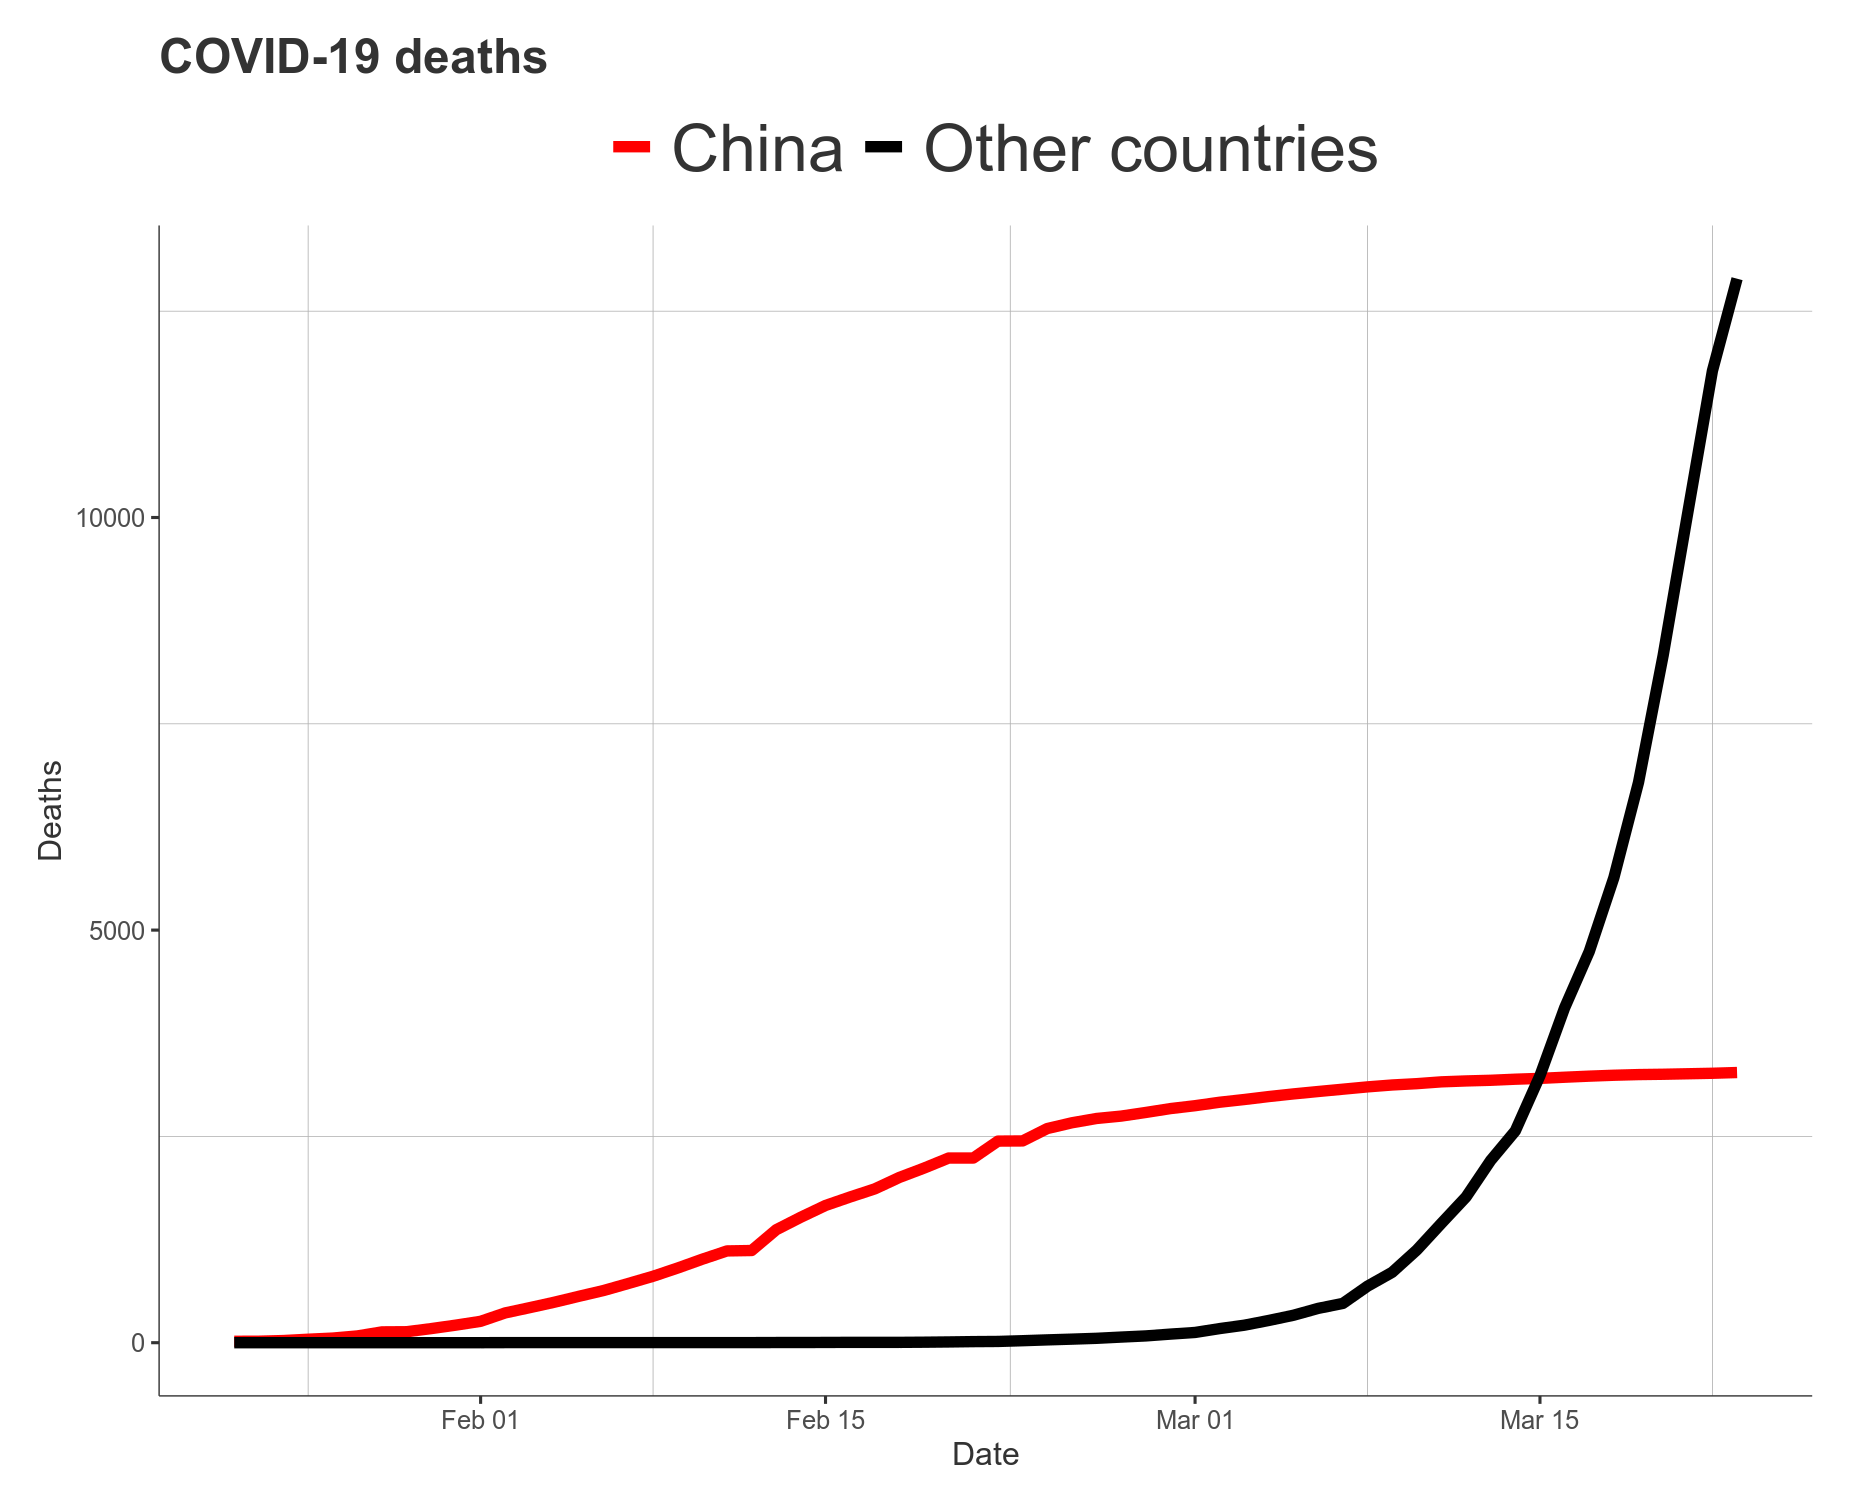 COVID-19 deaths
China Other countries
10000
5000
0
Deaths
Feb 01 Feb 15 Mar 01 Mar 15
Date